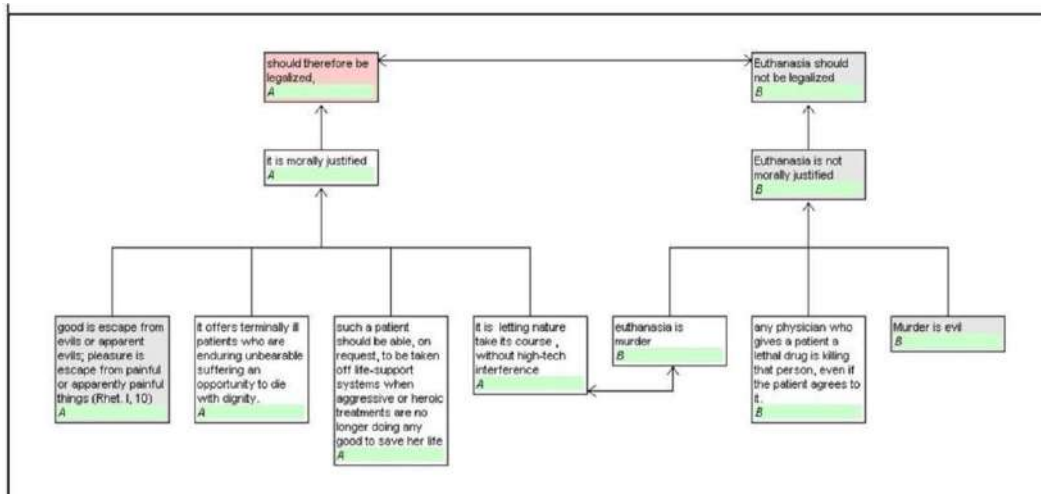 should therefore be
legalized,
A
Euthanasia should
not be legalized
B
it is morally justified
A
Euthanasia is not
morally justified
B
good is escape from
evils or apparent
evils; pleasure is
escape from painful
or apparently painful
things (Rhet. I, 10)
A
it offers terminally ill
patients who are
enduring unbearable
suffering an
opportunity to die
with dignity.
A
such a patient
should be able, on
request, to be taken
off life-support
systems when
aggressive or heroic
treatments are no
longer doing any
good to save her life
A
it is letting nature
take its course ,
without high-tech
interference
A
euthanasia is
murder
B
any physician who
gives a patient a
lethal drug is killing
that person, even if
the patient agrees to
it.
B
Murder is evil
B